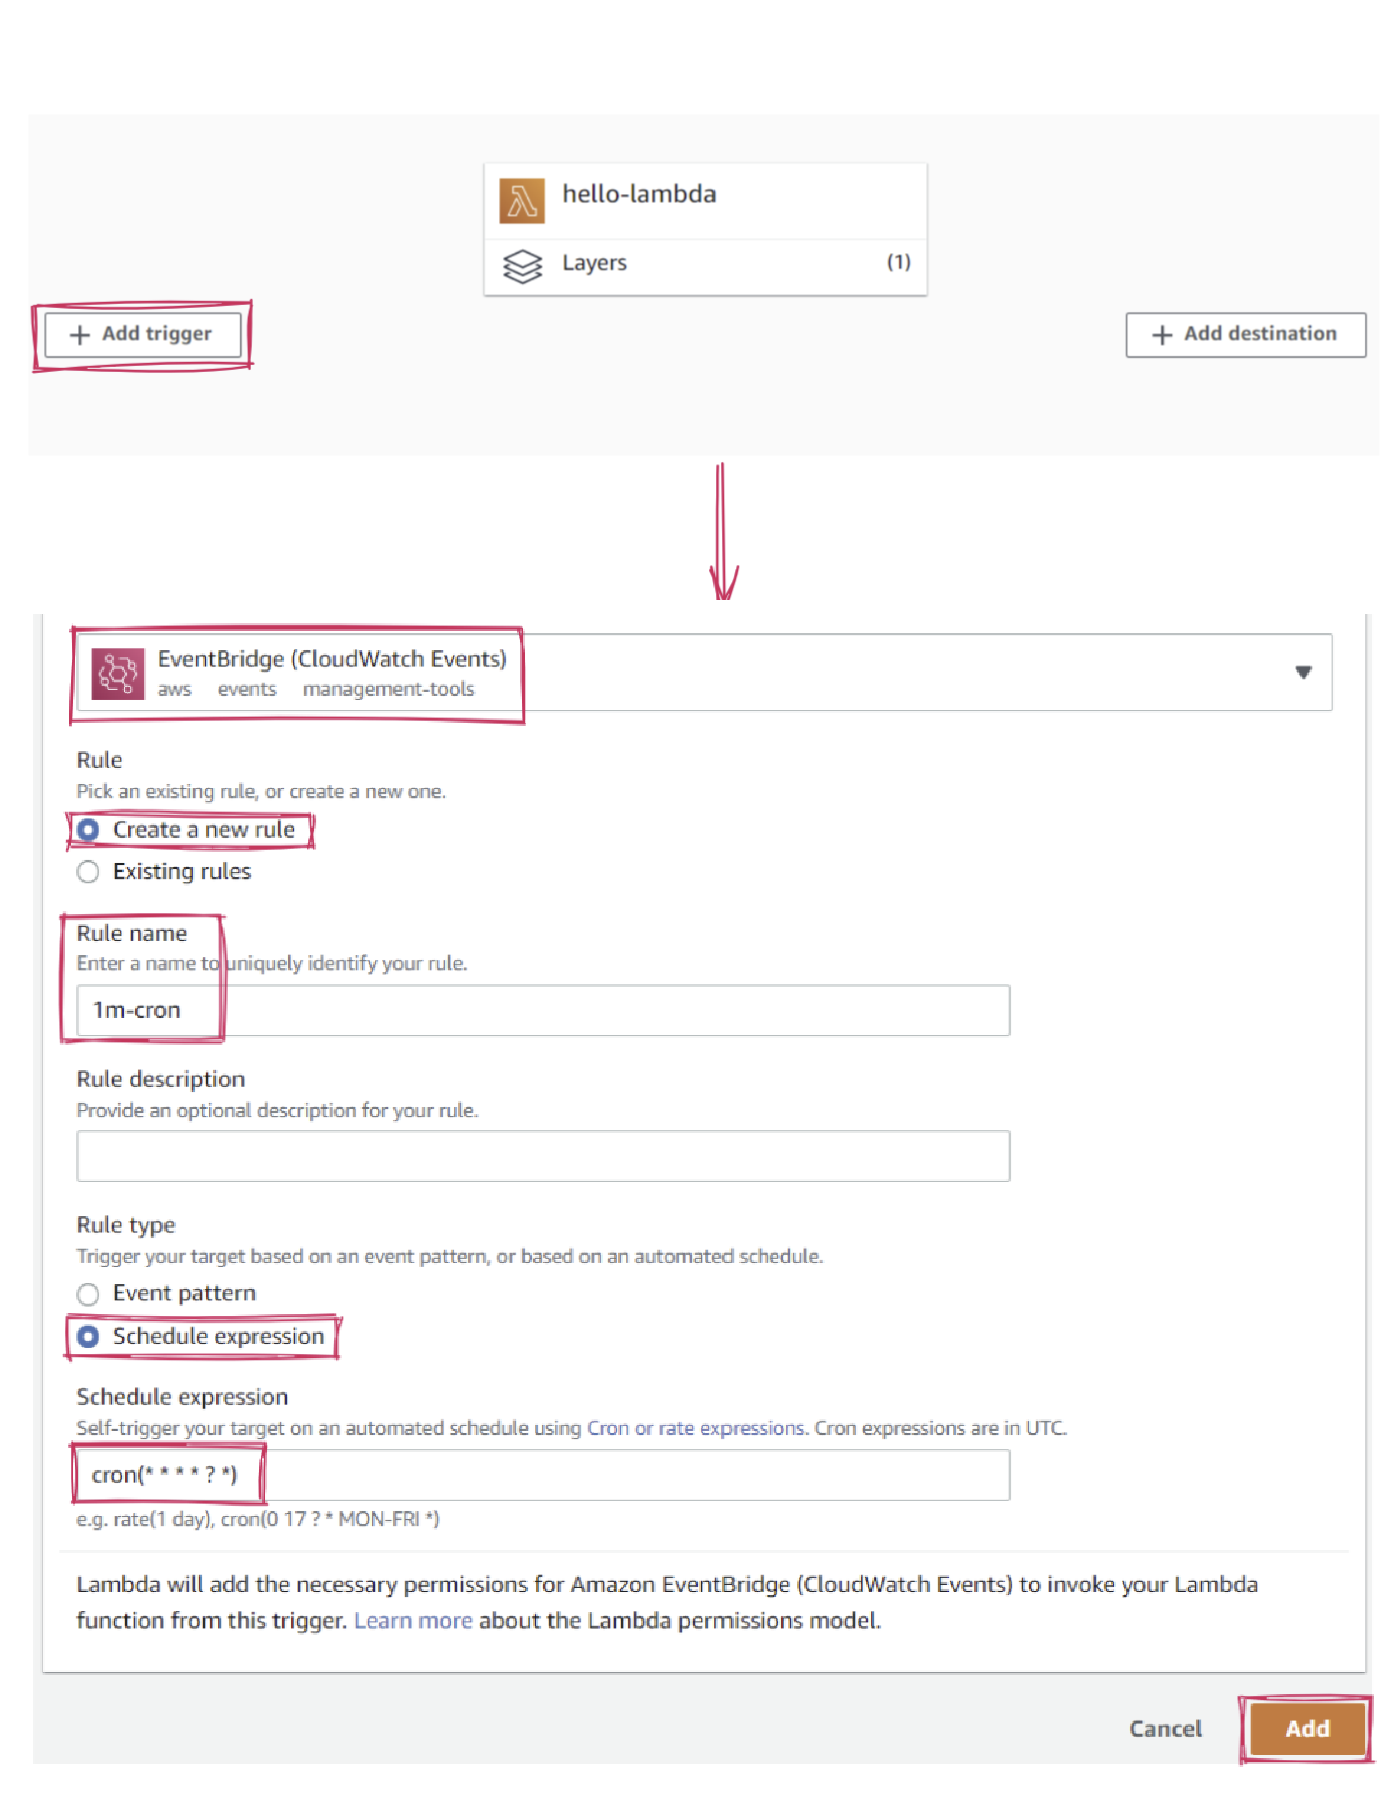 hello-lambda
Layers (1)
+ Add trigger
+ Add destination
EventBridge (CloudWatch Events)
aws events management-tools
Rule
Pick an existing rule, or create a new one.
Create a new rule
Existing rules
Rule name
Enter a name to uniquely identify your rule.
1m-cron
Rule description
Provide an optional description for your rule.
Rule type
Trigger your target based on an event pattern, or based on an automated schedule.
Event pattern
Schedule expression
Schedule expression
Self-trigger your target on an automated schedule using Cron or rate expressions. Cron expressions are in UTC.
cron(* * * * ? *)
e.g. rate(1 day), cron(0 17 ? * MON-FRI *)
Lambda will add the necessary permissions for Amazon EventBridge (CloudWatch Events) to invoke your Lambda
function from this trigger. Learn more about the Lambda permissions model.
Cancel
Add